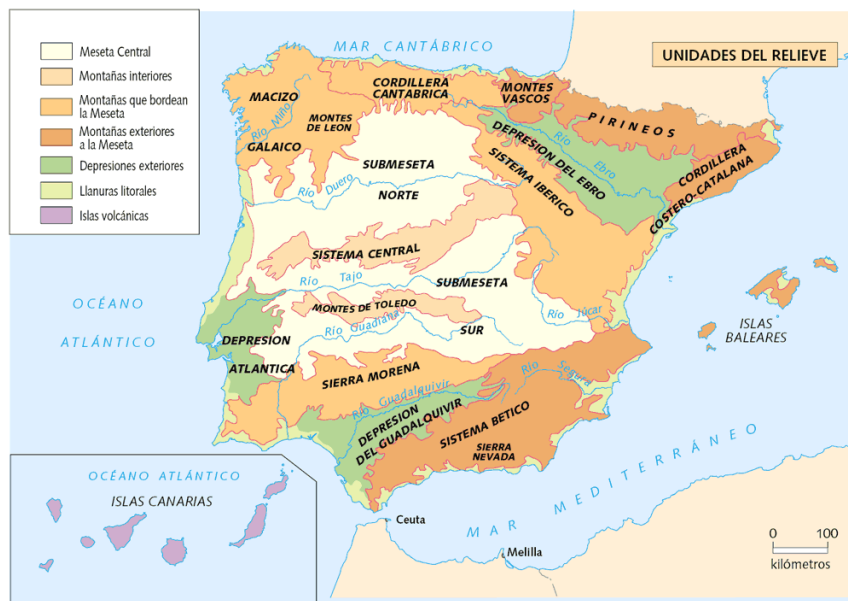 MAR CANTÁBRICO
UNIDADES DEL RELIEVE
Meseta Central
Montañas interiores
Montañas que bordean
la Meseta
Montañas exteriores
a la Meseta
Depresiones exteriores
Llanuras litorales
Islas volcánicas
MACIZO
GALAICO
Río Miño
MONTES
DE LEON
CORDILLERA
CANTABRICA
MONTES
VASCOS
PIRINEOS
DEPRESION DEL EBRO
Río Ebro
CORDILLERA
COSTERO-CATALANA
SISTEMA IBERICO
SUBMESETA
NORTE
Río Duero
SISTEMA CENTRAL
Río Tajo
SUBMESETA
SUR
MONTES DE TOLEDO
Río Guadiana
Río Júcar
OCÉANO
ATLÁNTICO
DEPRESION
ATLANTICA
ISLAS
BALEARES
SIERRA MORENA
Río Segura
Río Guadalquivir
DEPRESION
DEL GUADALQUIVIR
SISTEMA BETICO
SIERRA
NEVADA
MAR MEDITERRÁNEO
OCÉANO ATLÁNTICO
ISLAS CANARIAS
Ceuta
Melilla
0 100
kilómetros